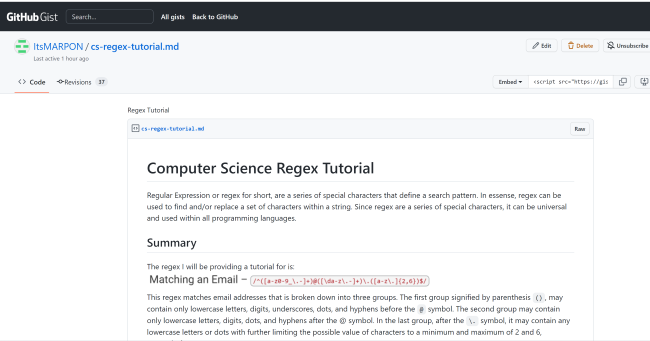 GitHub Gist Search... All gists Back to GitHub
ItsMARPON / cs-regex-tutorial.md
Edit Delete Unsubscribe
Last active 1 hour ago
Code Revisions 37
Embed <script src="https://gis
Regex Tutorial
cs-regex-tutorial.md Raw
Computer Science Regex Tutorial
Regular Expression or regex for short, are a series of special characters that define a search pattern. In essense, regex can be
used to find and/or replace a set of characters within a string. Since regex are a series of special characters, it can be universal
and used within all programming languages.
Summary
The regex I will be providing a tutorial for is:
Matching an Email – /^([a-z0-9_\.-]+)@([\da-z\.-]+)\.([a-z\.]{2,6})$/
This regex matches email addresses that is broken down into three groups. The first group signified by parenthesis (), may
contain only lowercase letters, digits, underscores, dots, and hyphens before the @ symbol. The second group may contain
only lowercase letters, digits, dots, and hyphens after the @ symbol. In the last group, after the \. symbol, it may contain any
lowercase letters or dots with further limiting the possible value of characters to a minimum and maximum of 2 and 6,